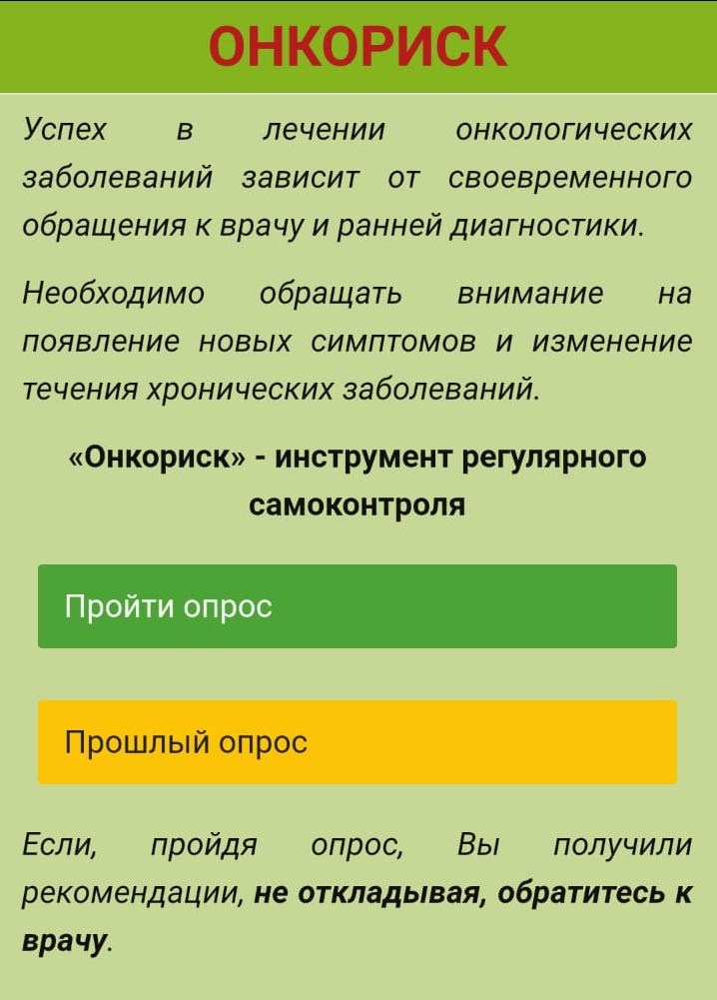 ОНКОРИСК
Успех в лечении онкологических
заболеваний зависит от своевременного
обращения к врачу и ранней диагностики.
Необходимо обращать внимание на
появление новых симптомов и изменение
течения хронических заболеваний.
«Онкориск» - инструмент регулярного
самоконтроля
Пройти опрос
Прошлый опрос
Если, пройдя опрос, Вы получили
рекомендации, не откладывая, обратитесь к
врачу.